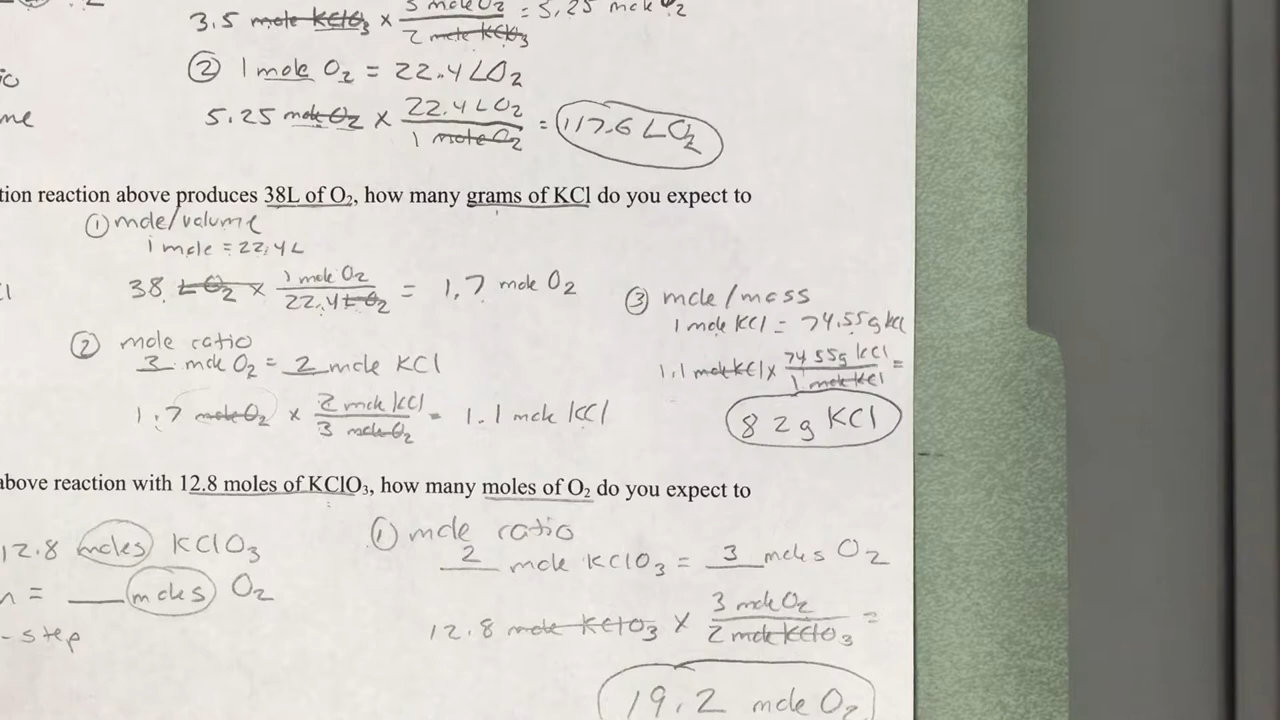 3.5 mole KClO3 x 3 mole O2 / 2 mole KClO3 = 5.25 mole O2
② 1 mole O2 = 22.4 L O2
me
5.25 mole O2 x 22.4 L O2 / 1 mole O2 = 117.6 L O2
tion reaction above produces 38L of O2, how many grams of KCl do you expect to
① mole/volume
1 mole = 22.4 L
38 L O2 x 1 mole O2 / 22.4 L O2 = 1.7 mole O2
② mole ratio
3 mole O2 = 2 mole KCl
1.7 mole O2 x 2 mole KCl / 3 mole O2 = 1.1 mole KCl
③ mole/mass
1 mole KCl = 74.55g KCl
1.1 mole KCl x 74.55g KCl / 1 mole KCl =
82g KCl
above reaction with 12.8 moles of KClO3, how many moles of O2 do you expect to
12.8 moles KClO3
n = ___ moles O2
- step
① mole ratio
2 mole KClO3 = 3 moles O2
12.8 mole KClO3 x 3 mole O2 / 2 mole KClO3 =
19.2 mole O2